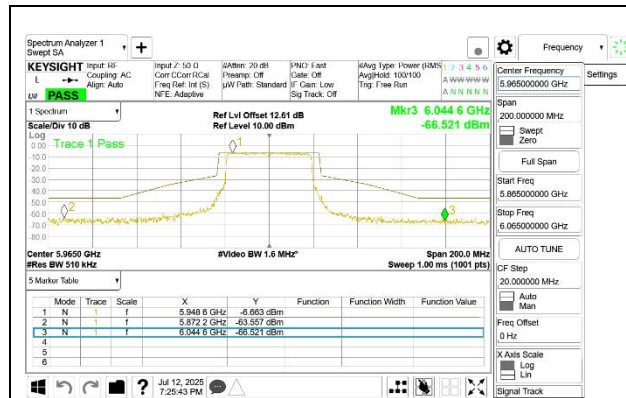 Spectrum Analyzer 1
Swept SA
Frequency
KEYSIGHT
Input: RF
Coupling: AC
Align: Auto
Input Z: 50 Ω
Corr CCorr RCal
Freq Ref: Int (S)
NFE: Adaptive
#Atten: 20 dB
Preamp: Off
µW Path: Standard
PNO: Fast
Gate: Off
IF Gain: Low
Sig Track: Off
#Avg Type: Power (RMS
Avg|Hold: 100/100
Trig: Free Run
1 2 3 4 5 6
A W W W W W
A N N N N N
L
PASS
1 Spectrum
Scale/Div 10 dB
Ref Lvl Offset 12.61 dB
Ref Level 10.00 dBm
Mkr3 6.044 6 GHz
-66.521 dBm
Log
Trace 1 Pass
0.00
-10.0
-20.0
-30.0
-40.0
-50.0
-60.0
-70.0
-80.0
1
2
3
Center 5.9650 GHz
#Video BW 1.6 MHz*
Span 200.0 MHz
#Res BW 510 kHz
Sweep 1.00 ms (1001 pts)
5 Marker Table
Mode Trace Scale X Y Function Function Width Function Value
1 N 1 f 5.948 6 GHz -6.663 dBm
2 N 1 f 5.872 2 GHz -63.557 dBm
3 N 1 f 6.044 6 GHz -66.521 dBm
4
5
6
Jul 12, 2025
7:25:43 PM
Center Frequency
5.965000000 GHz
Settings
Span
200.000000 MHz
Swept
Zero
Full Span
Start Freq
5.865000000 GHz
Stop Freq
6.065000000 GHz
AUTO TUNE
CF Step
20.000000 MHz
Auto
Man
Freq Offset
0 Hz
X Axis Scale
Log
Lin
Signal Track